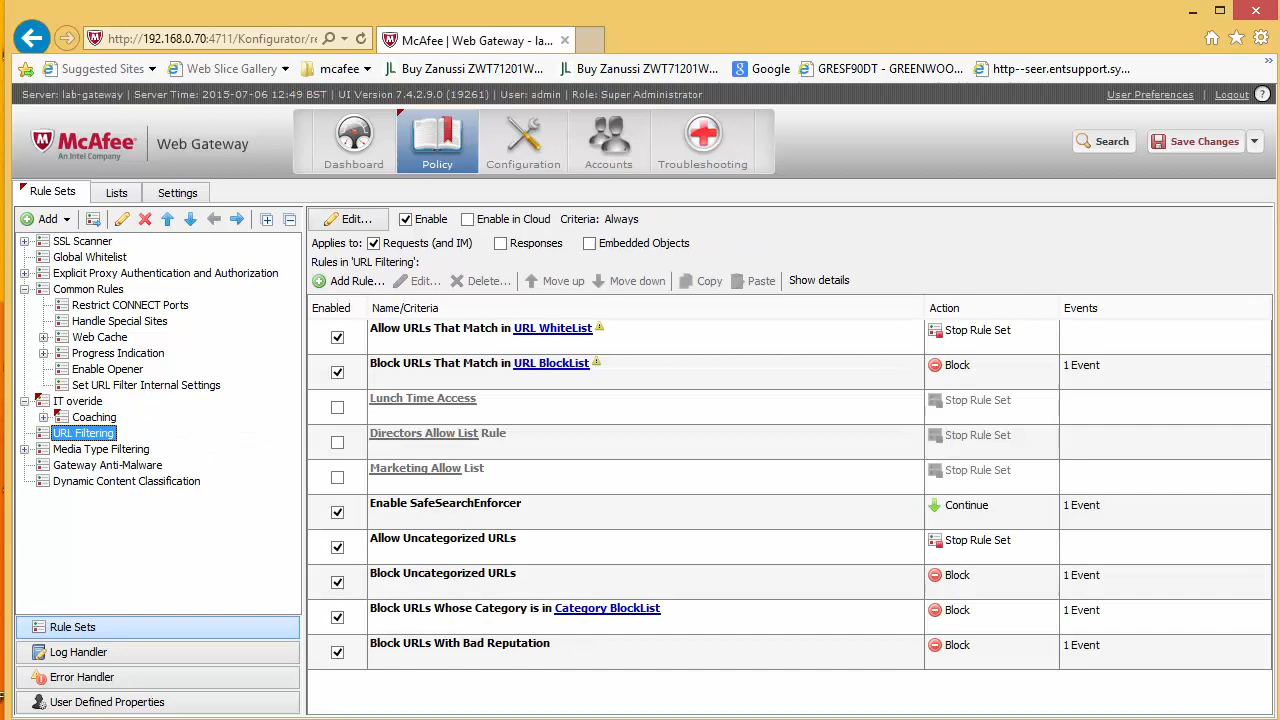 http://192.168.0.70:4711/Konfigurator/re
McAfee | Web Gateway - la...
Suggested Sites
Web Slice Gallery
mcafee
Buy Zanussi ZWT71201W...
Buy Zanussi ZWT71201W...
Google
GRESF90DT - GREENWOO...
http--seer.entsupport.sy...
Server: lab-gateway | Server Time: 2015-07-06 12:49 BST | UI Version 7.4.2.9.0 (19261) | User: admin | Role: Super Administrator
User Preferences | Logout ?
McAfee
An Intel Company
Web Gateway
Dashboard
Policy
Configuration
Accounts
Troubleshooting
Search
Save Changes
Rule Sets
Lists
Settings
Add
SSL Scanner
Global Whitelist
Explicit Proxy Authentication and Authorization
Common Rules
Restrict CONNECT Ports
Handle Special Sites
Web Cache
Progress Indication
Enable Opener
Set URL Filter Internal Settings
IT overide
Coaching
URL Filtering
Media Type Filtering
Gateway Anti-Malware
Dynamic Content Classification
Rule Sets
Log Handler
Error Handler
User Defined Properties
Edit...
Enable
Enable in Cloud
Criteria: Always
Applies to:
Requests (and IM)
Responses
Embedded Objects
Rules in 'URL Filtering':
Add Rule...
Edit...
Delete...
Move up
Move down
Copy
Paste
Show details
Enabled
Name/Criteria
Action
Events
Allow URLs That Match in URL WhiteList
Stop Rule Set
Block URLs That Match in URL BlockList
Block
1 Event
Lunch Time Access
Stop Rule Set
Directors Allow List Rule
Stop Rule Set
Marketing Allow List
Stop Rule Set
Enable SafeSearchEnforcer
Continue
1 Event
Allow Uncategorized URLs
Stop Rule Set
Block Uncategorized URLs
Block
1 Event
Block URLs Whose Category is in Category BlockList
Block
1 Event
Block URLs With Bad Reputation
Block
1 Event